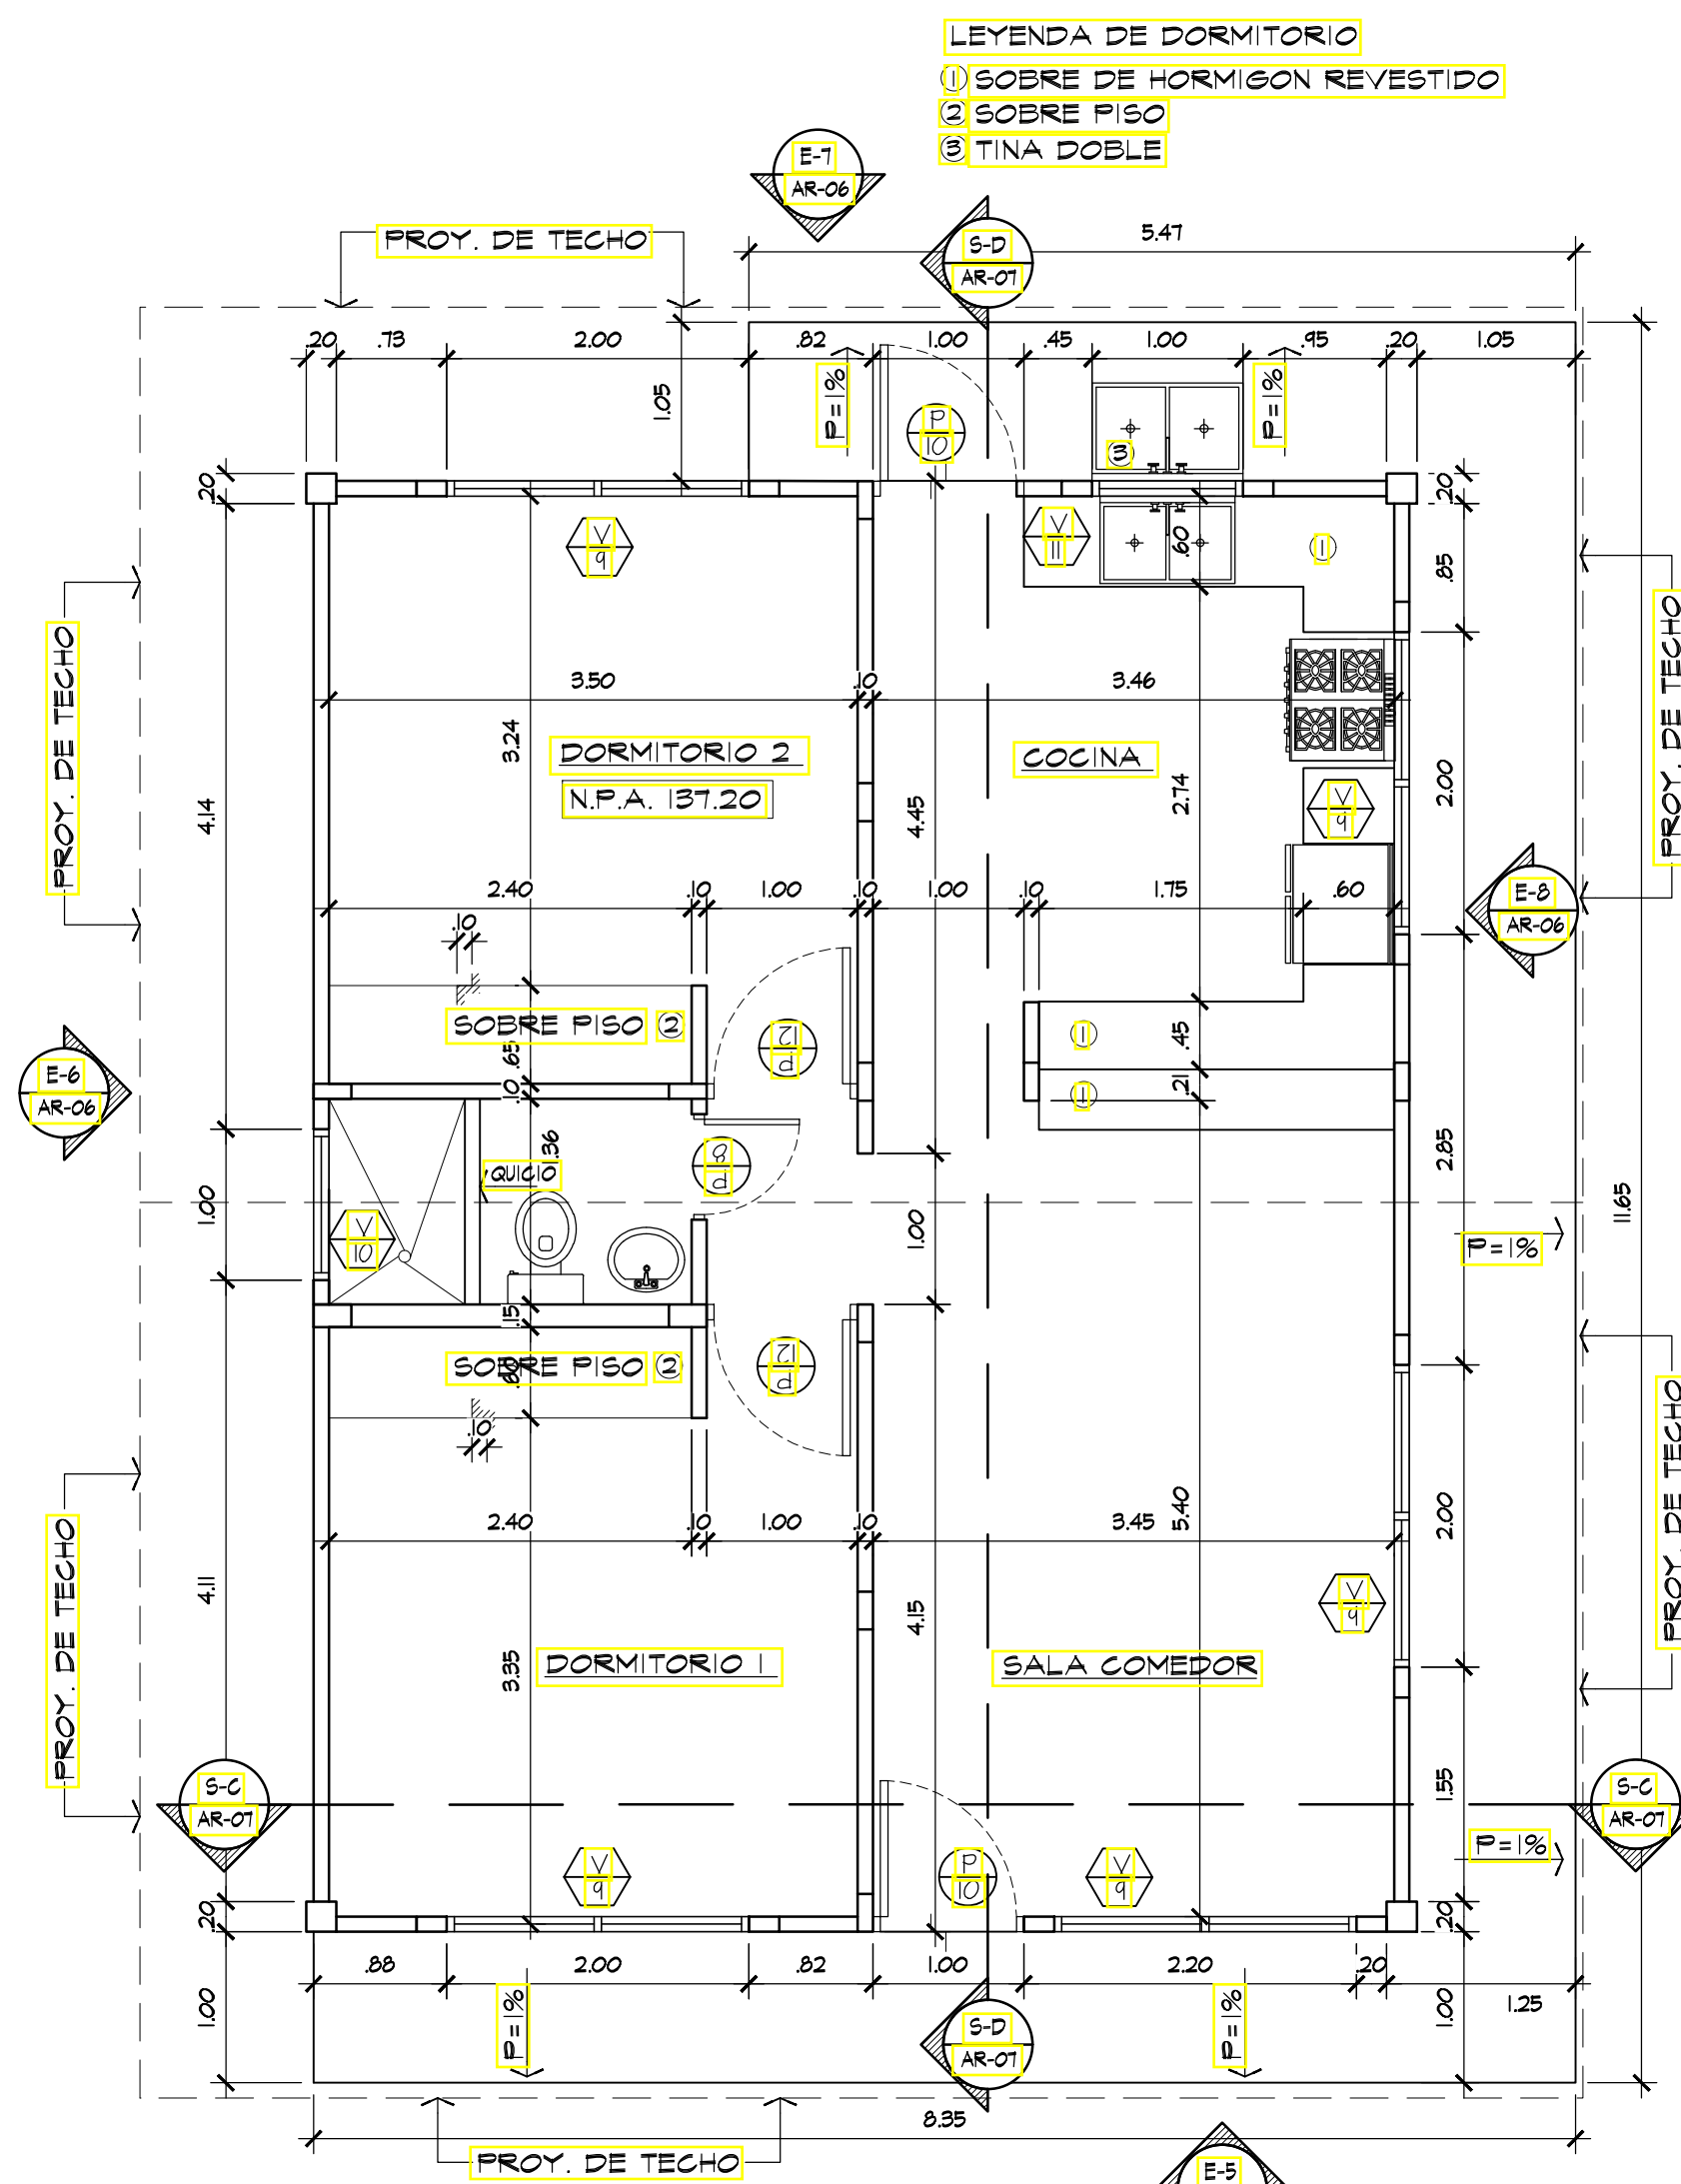 LEYENDA DE DORMITORIO
1 SOBRE DE HORMIGON REVESTIDO
2 SOBRE PISO
3 TINA DOBLE
E-7
AR-06
PROY. DE TECHO
S-D
AR-07
5.47
.20 .73 2.00 .82 1.00 .45 1.00 .95 .20 1.05
1.05
P=1%
P=1%
P
10
3
.20
.20
V
9
V
11
.60
1
.85
PROY. DE TECHO
PROY. DE TECHO
3.50 .10 3.46
3.24
DORMITORIO 2
COCINA
N.P.A. 137.20
4.14
4.45
2.74
2.00
V
9
2.40 .10 1.00 .10 1.00 .10 1.75 .60
E-8
AR-06
.10
SOBRE PISO 2
P
12
1
.45
.65
E-6
AR-06
.10
1
.21
1.36
2.85
QUICIO
P
8
1.00
V
10
1.00
11.65
P=1%
.15
SOBRE PISO 2
.60
P
12
.10
PROY. DE TECHO
PROY. DE TECHO
2.40 .10 1.00 .10 3.45
5.40
2.00
4.11
4.15
V
9
3.35
DORMITORIO 1
SALA COMEDOR
S-C
AR-07
1.55
S-C
AR-07
P=1%
V
9
P
10
V
9
.20
.20
.88 2.00 .82 1.00 2.20 .20
1.25
1.00
P=1%
P=1%
1.00
S-D
AR-07
8.35
PROY. DE TECHO
E-5